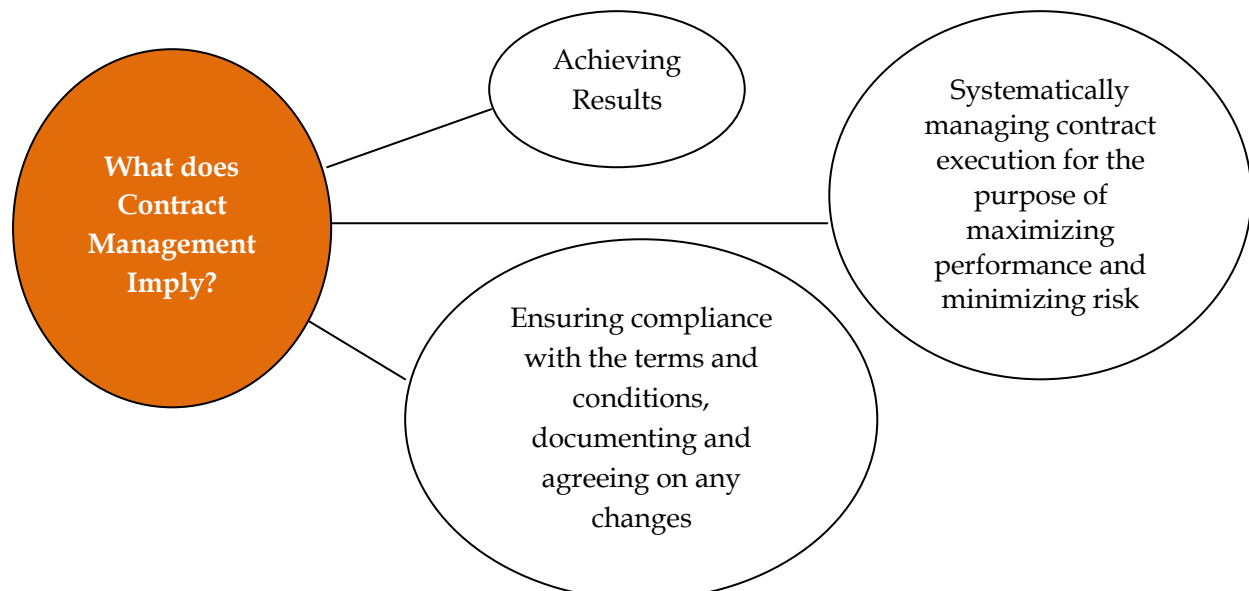 What does
Contract
Management
Imply?
Achieving
Results
Systematically
managing contract
execution for the
purpose of
maximizing
performance and
minimizing risk
Ensuring compliance
with the terms and
conditions,
documenting and
agreeing on any
changes